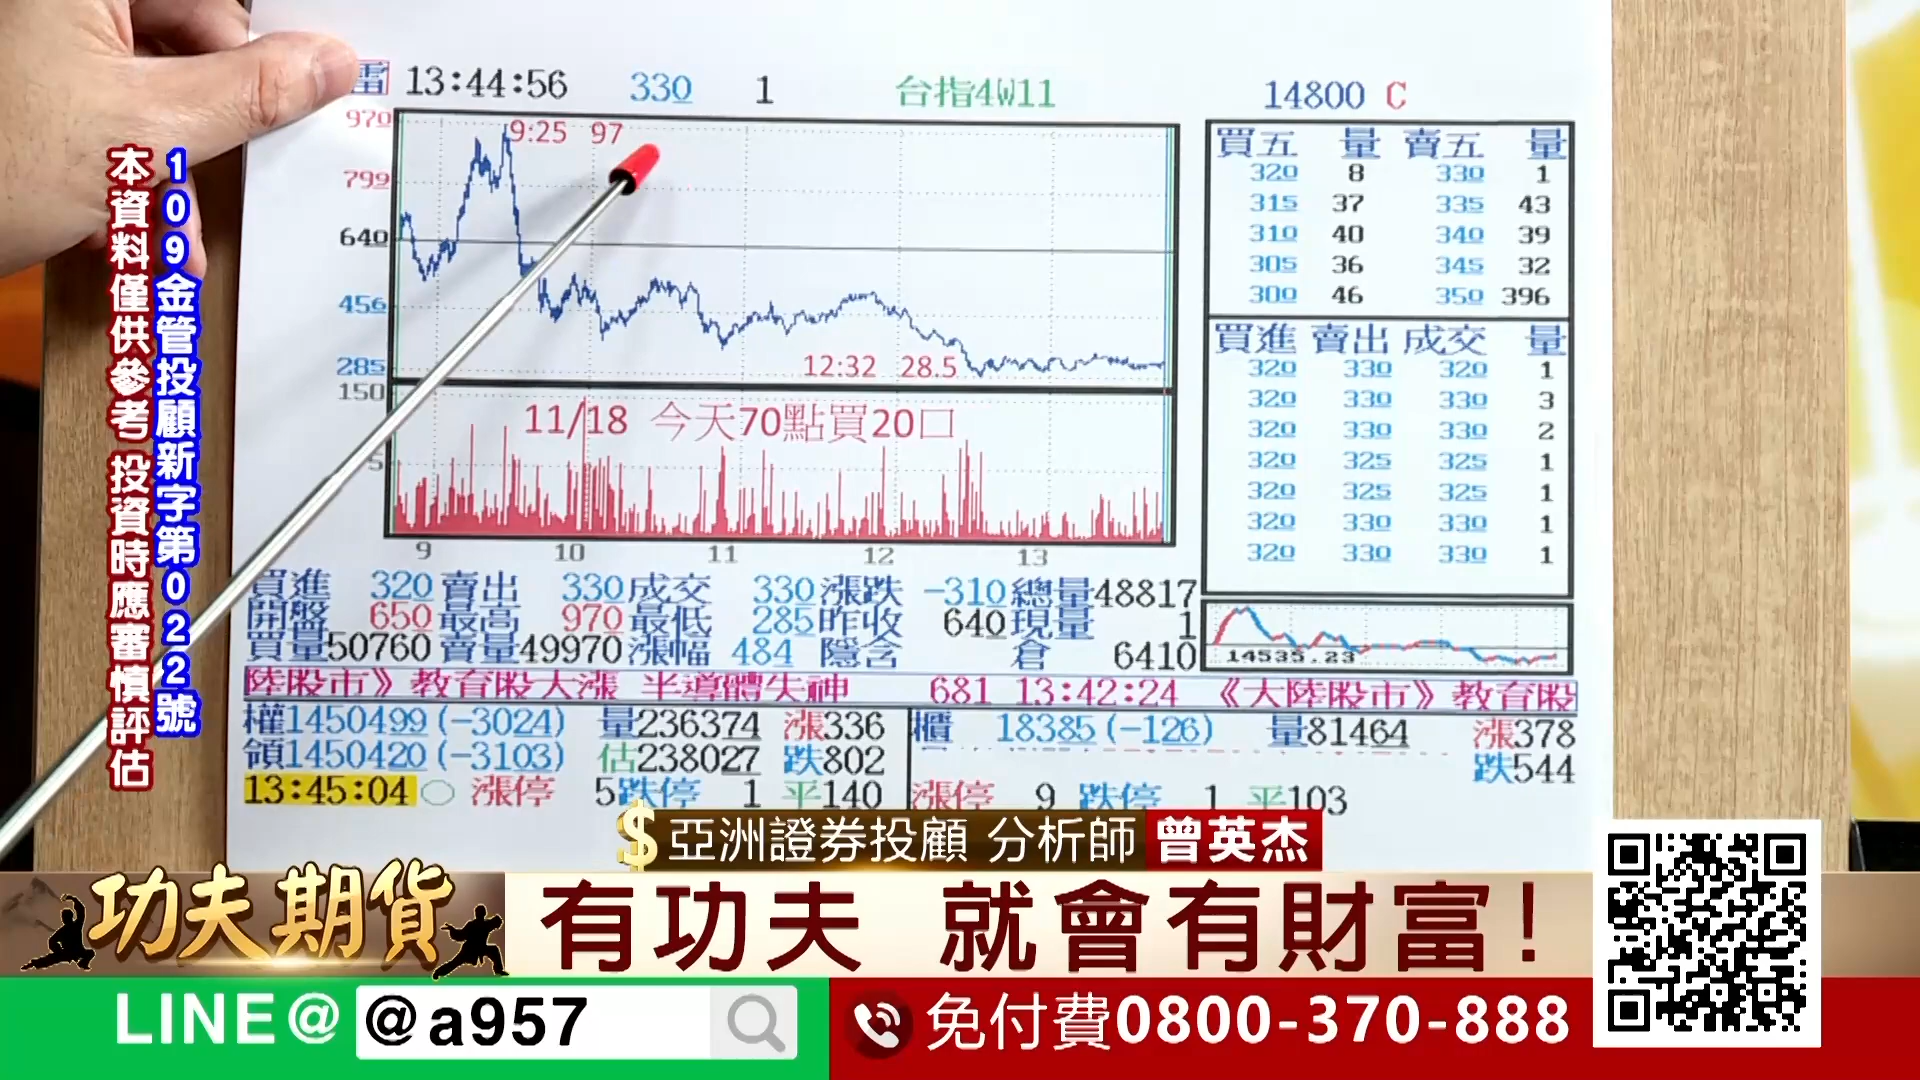 雷 13:44:56 330 1 台指4W11 14800 C
970
799
640
456
285
150
5
9:25 97
12:32 28.5
11/18 今天70點買20口
9 10 11 12 13
買五 量 賣五 量
320 8 330 1
315 37 335 43
310 40 340 39
305 36 345 32
300 46 350 396
買進 賣出 成交 量
320 330 320 1
320 330 330 3
320 330 330 2
320 325 325 1
320 325 325 1
320 330 330 1
320 330 330 1
14535.23
買進 320 賣出 330 成交 330 漲跌 -310 總量 48817
開盤 650 最高 970 最低 285 昨收 640 現量 1
買量 50760 賣量 49970 漲幅 484 隱含 倉 6410
陸股市》教育股大漲 半導體失神 681 13:42:24 《大陸股市》教育股
權1450499(-3024) 量236374 漲336 櫃 18385(-126) 量81464 漲378
領1450420(-3103) 估238027 跌802 跌544
13:45:04 漲停 5 跌停 1 平140 漲停 9 跌停 1 平103
109金管投顧新字第022號
本資料僅供參考 投資時應審慎評估
$亞洲證券投顧 分析師 曾英杰
功夫期貨
有功夫 就會有財富!
LINE@ @a957
免付費0800-370-888